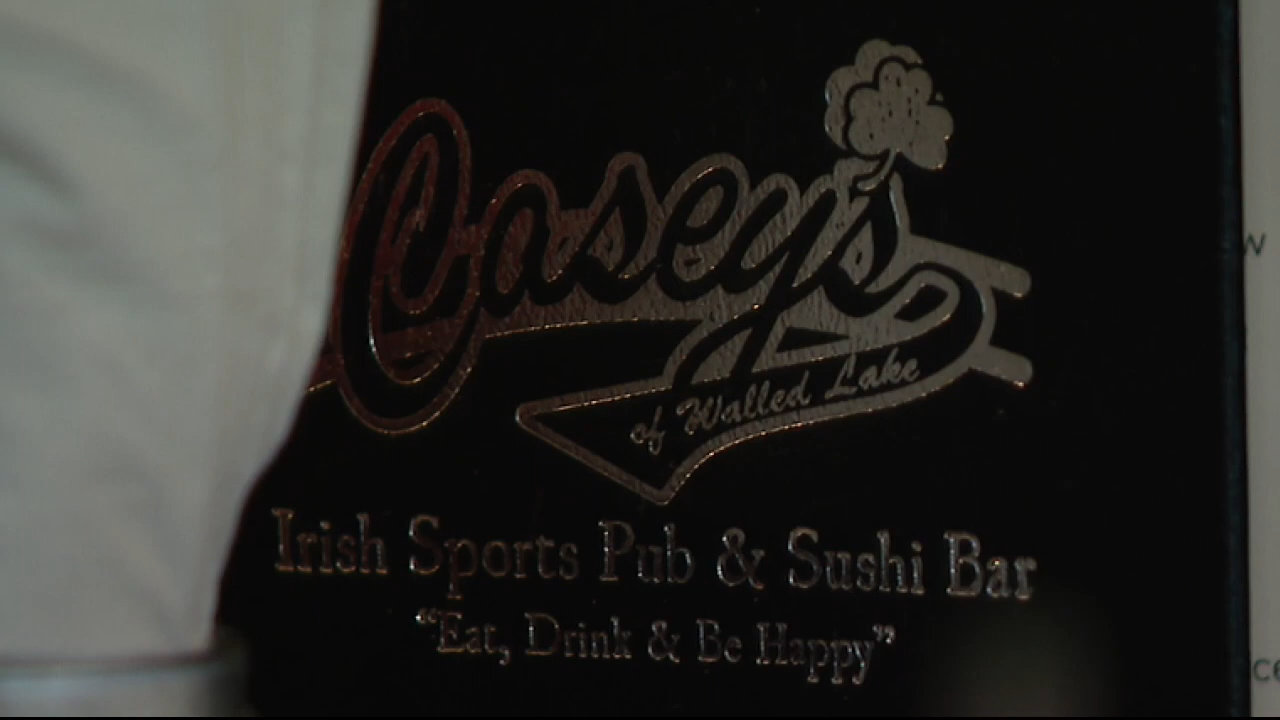 Casey's
of Walled Lake
Irish Sports Pub & Sushi Bar
“Eat, Drink & Be Happy”